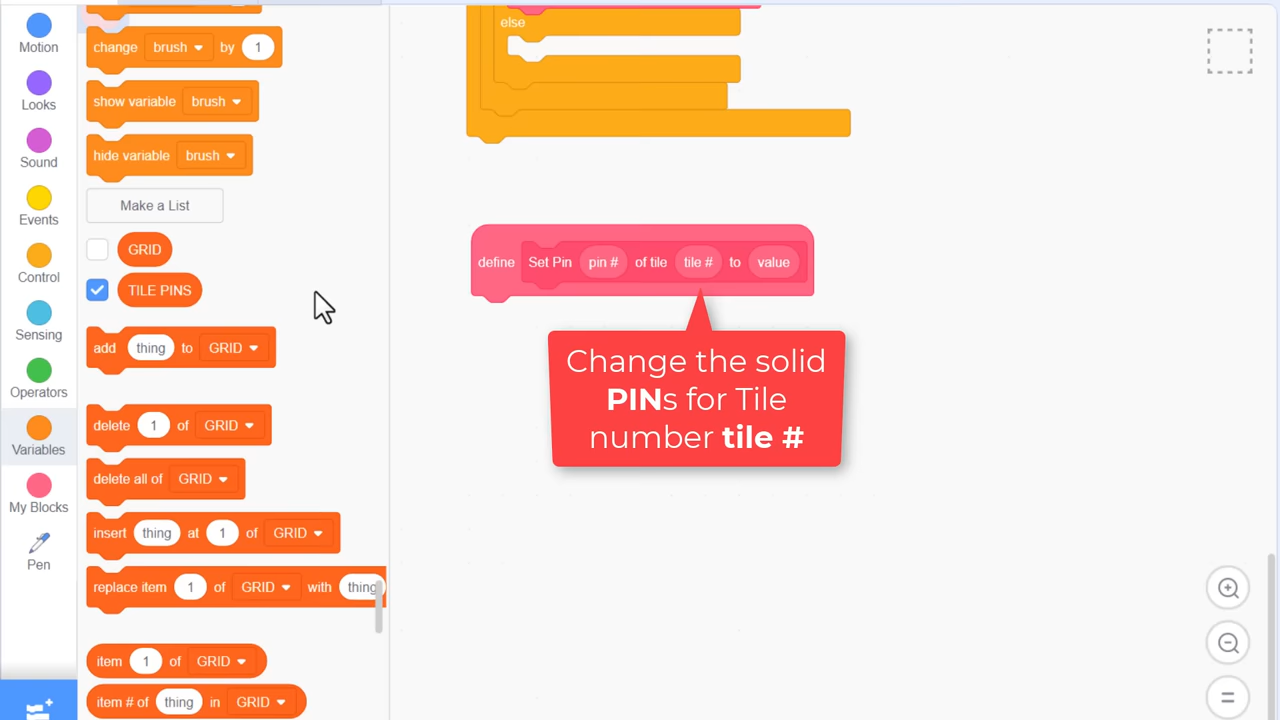 Motion
Looks
Sound
Events
Control
Sensing
Operators
Variables
My Blocks
Pen
change brush by 1
show variable brush
hide variable brush
Make a List
GRID
TILE PINS
add thing to GRID
delete 1 of GRID
delete all of GRID
insert thing at 1 of GRID
replace item 1 of GRID with thing
item 1 of GRID
item # of thing in GRID
else
define Set Pin pin # of tile tile # to value
Change the solid
PINs for Tile
number tile #